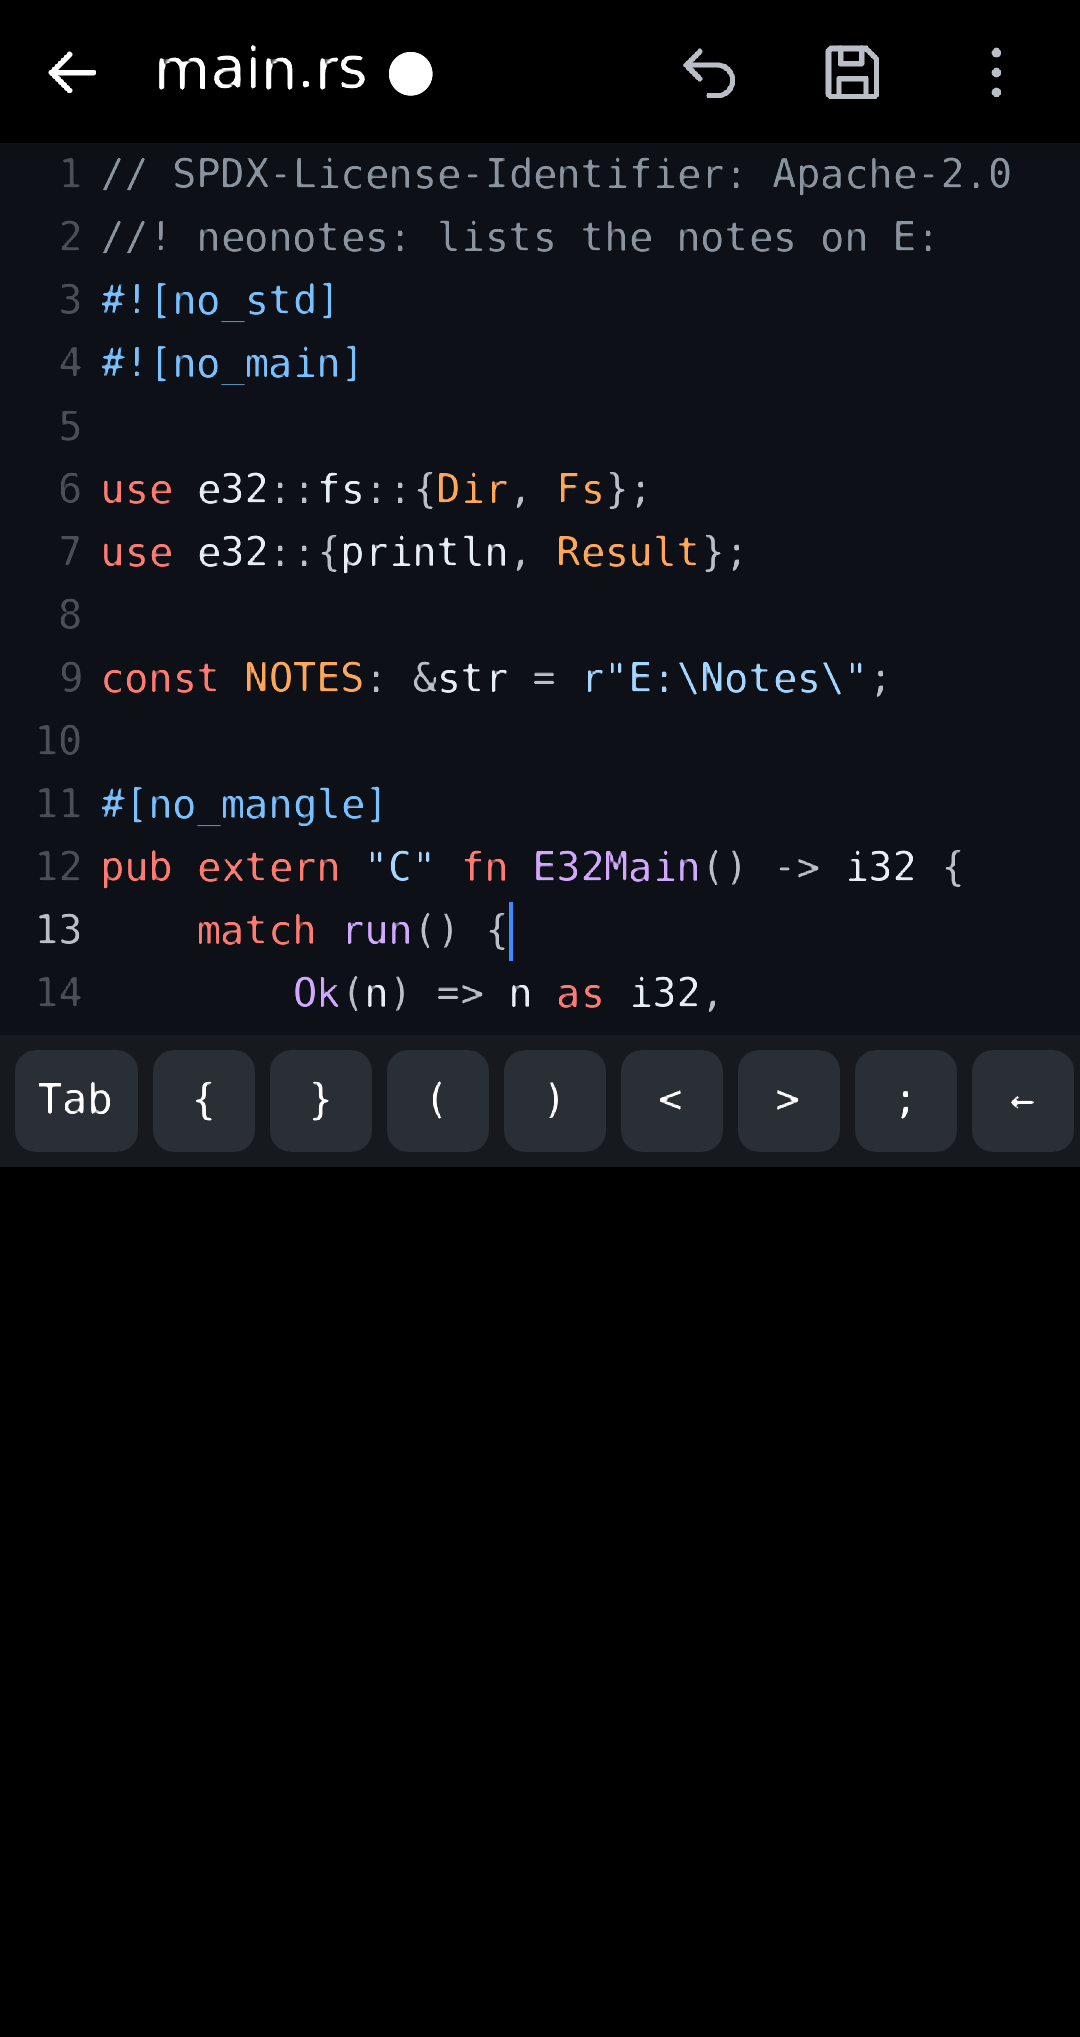 main.rs
1 // SPDX-License-Identifier: Apache-2.0
2 //! neonotes: lists the notes on E:
3 #![no_std]
4 #![no_main]
5
6 use e32::fs::{Dir, Fs};
7 use e32::{println, Result};
8
9 const NOTES: &str = r"E:\Notes\";
10
11 #[no_mangle]
12 pub extern "C" fn E32Main() -> i32 {
13     match run() {
14         Ok(n) => n as i32,
Tab { } ( ) < > ; ←